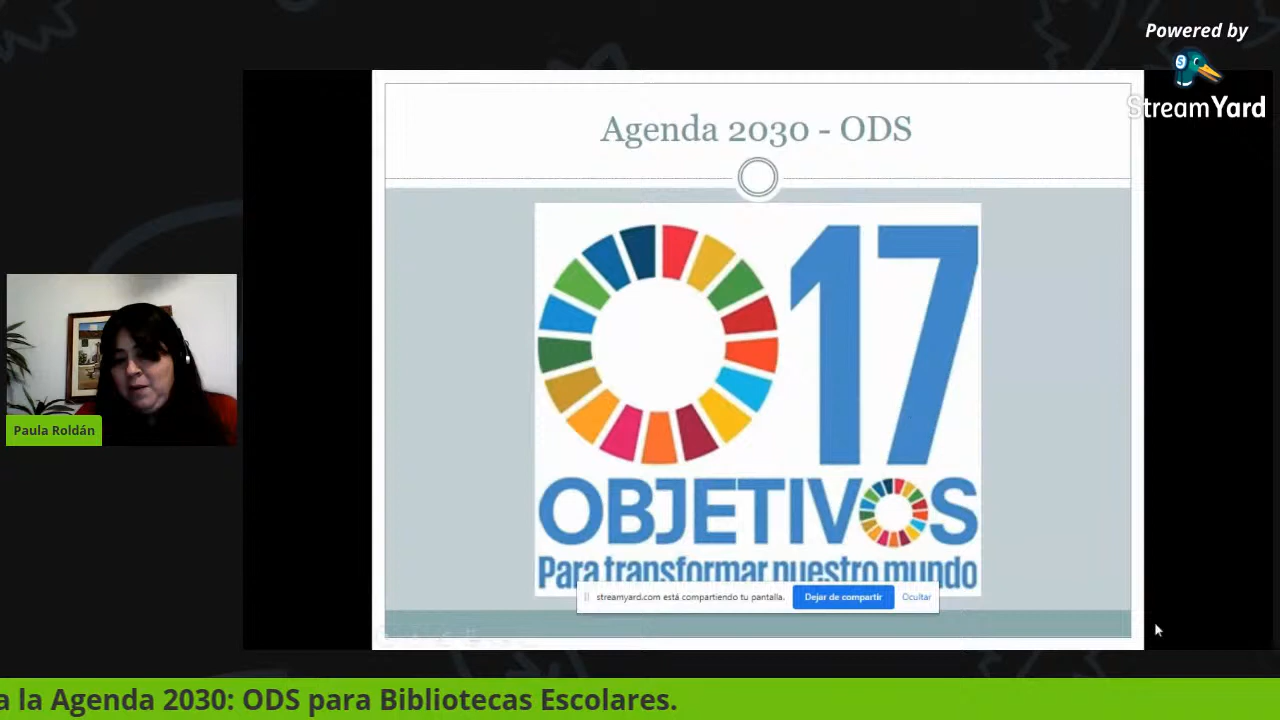 Powered by
StreamYard
Agenda 2030 - ODS
17
OBJETIVOS
Para transformar nuestro mundo
streamyard.com está compartiendo tu pantalla.
Dejar de compartir
Ocultar
Paula Roldán
a la Agenda 2030: ODS para Bibliotecas Escolares.